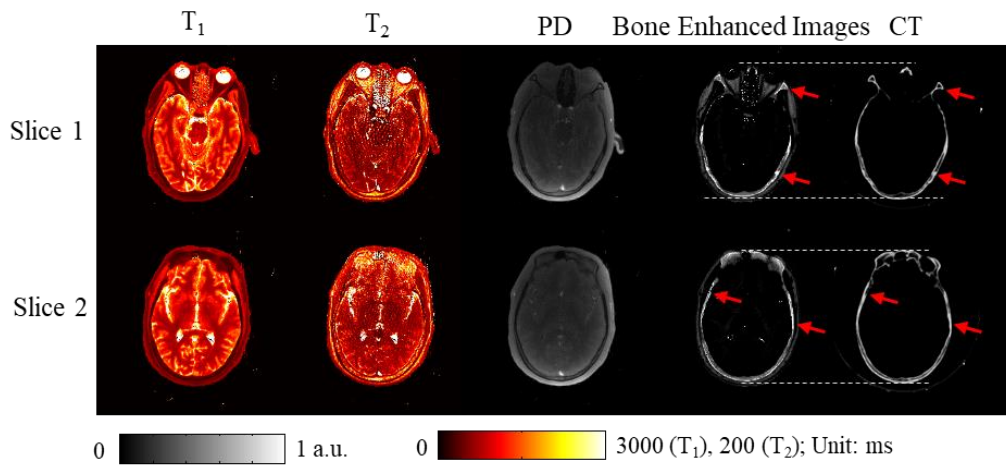 T₁ T₂ PD Bone Enhanced Images CT
Slice 1
Slice 2
0 1 a.u. 0 3000 (T₁), 200 (T₂); Unit: ms